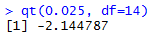 > qt(0.025, df=14)
[1] -2.144787